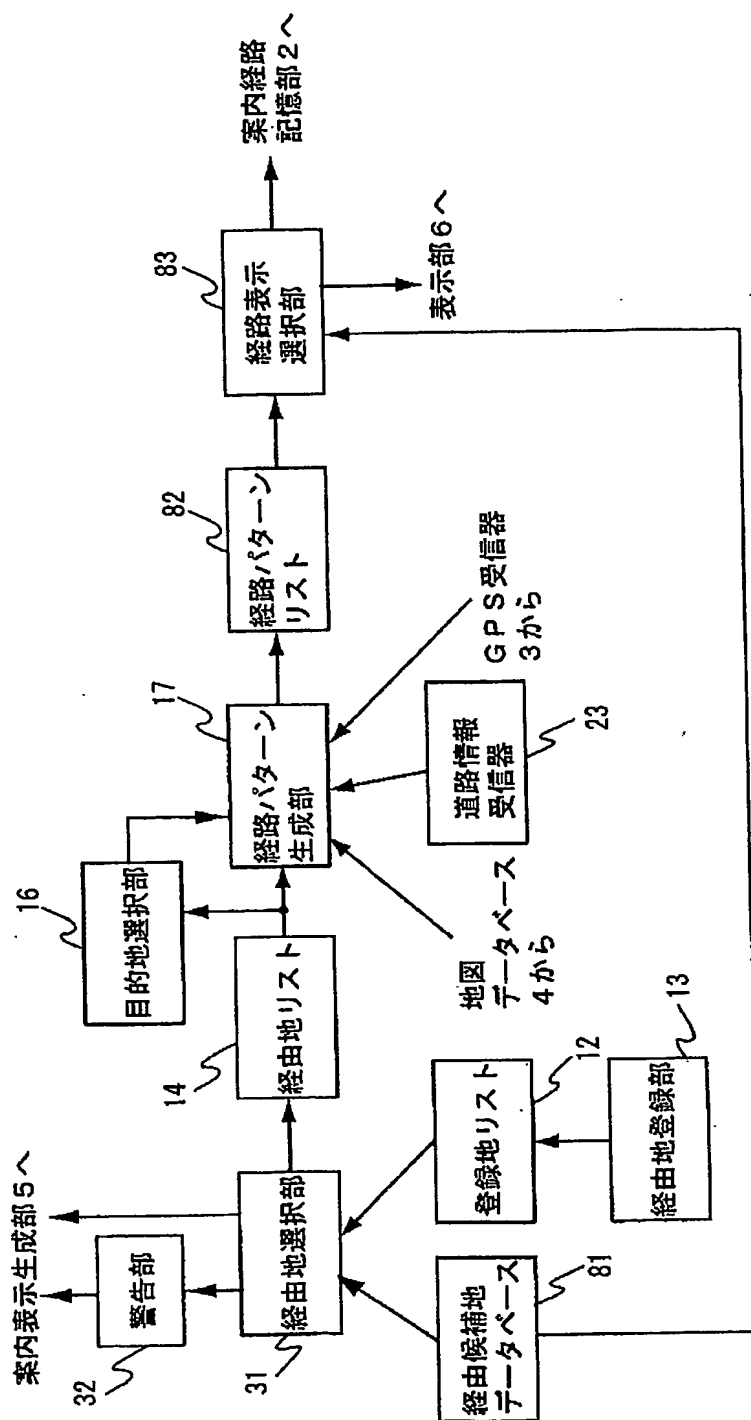 案内表示生成部5へ
警告部
32
経由地選択部
31
経由候補地
データベース
81
登録地リスト
12
経由地登録部
13
経由地リスト
14
目的地選択部
16
経路パターン
生成部
17
地図
データベース
4から
道路情報
受信器
23
GPS受信器
3から
経路パターン
リスト
82
経路表示
選択部
83
表示部6へ
案内経路
記憶部2へ